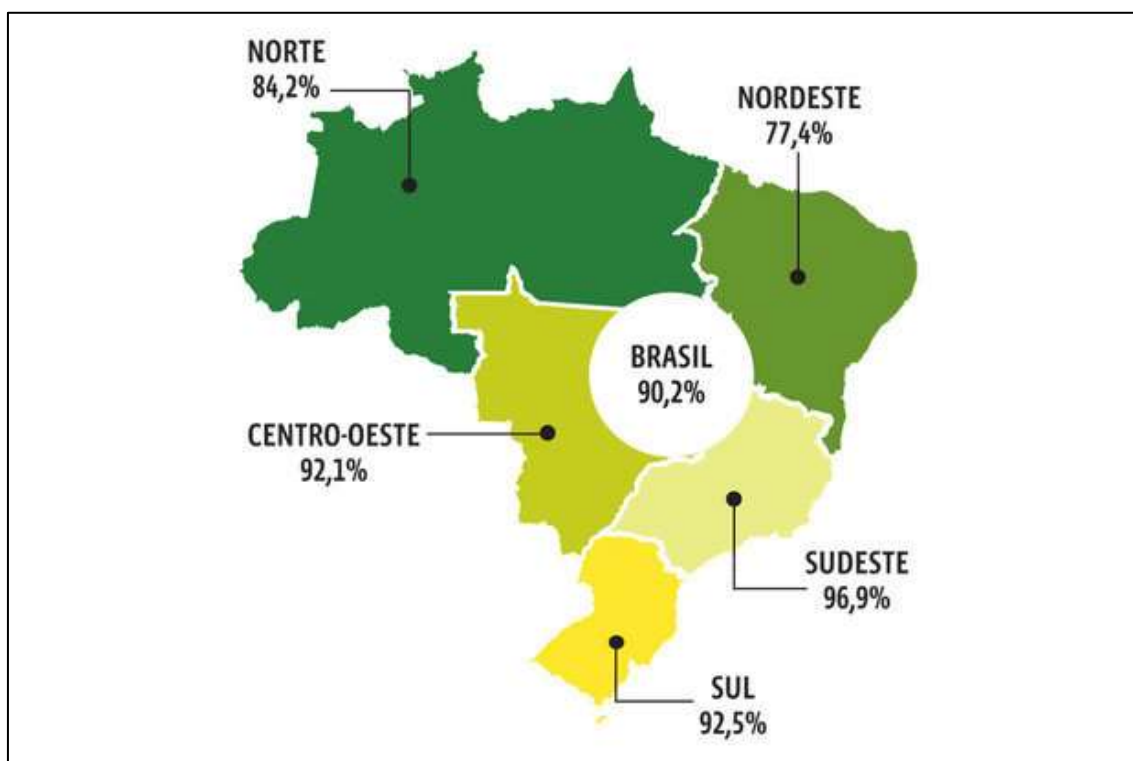 NORTE
84,2%
NORDESTE
77,4%
BRASIL
90,2%
CENTRO-OESTE
92,1%
SUDESTE
96,9%
SUL
92,5%